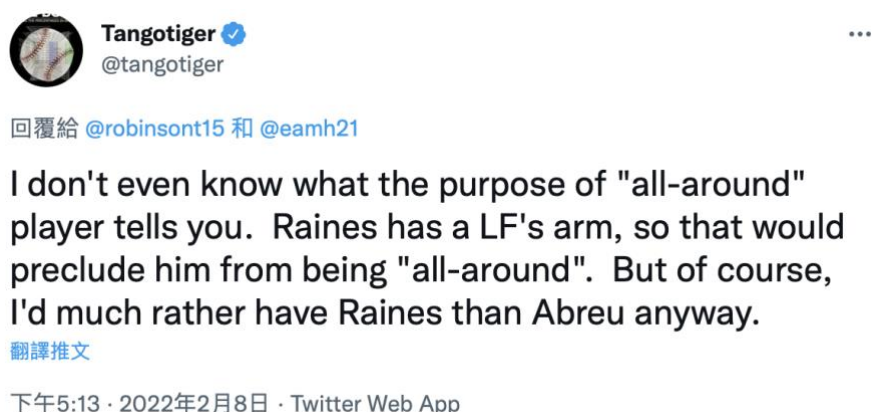 Tangotiger
@tangotiger
回覆給 @robinsont15 和 @eamh21
I don't even know what the purpose of "all-around"
player tells you.  Raines has a LF's arm, so that would
preclude him from being "all-around".  But of course,
I'd much rather have Raines than Abreu anyway.
翻譯推文
下午5:13 · 2022年2月8日 · Twitter Web App